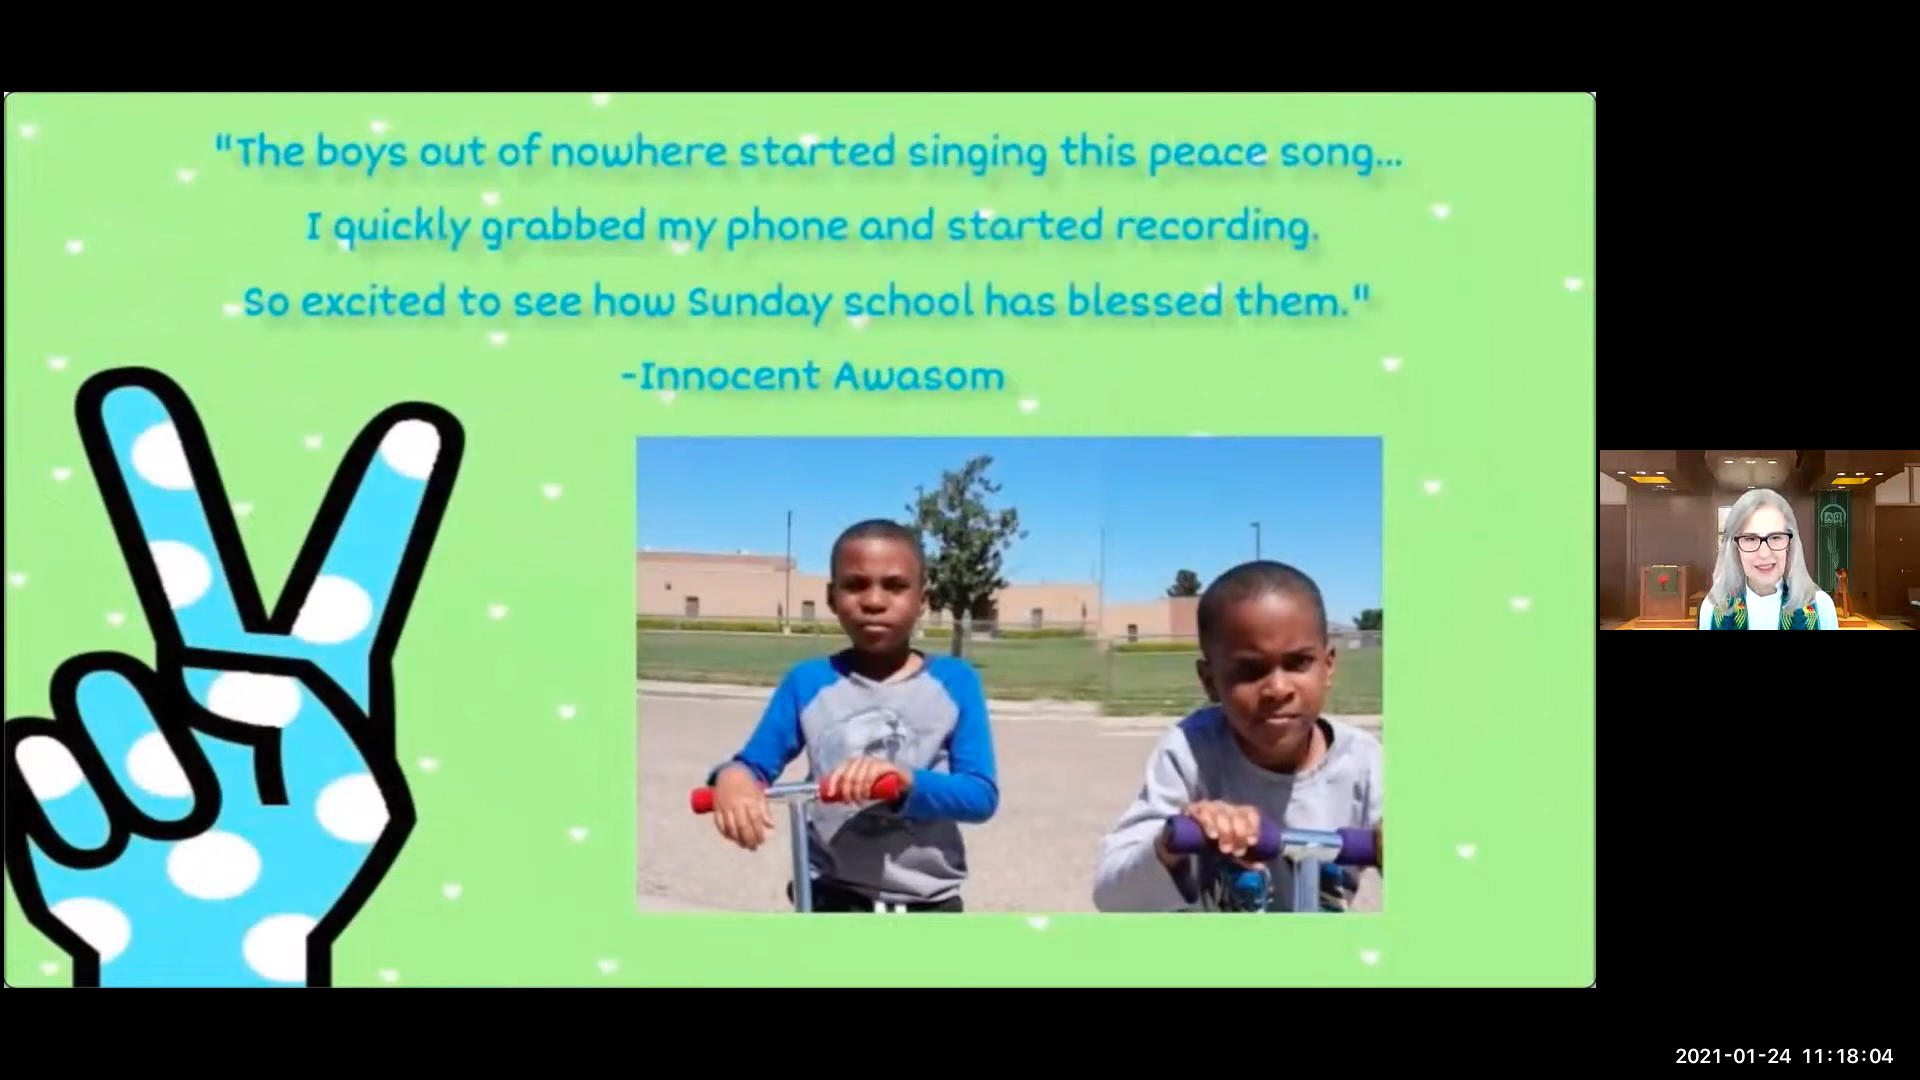 "The boys out of nowhere started singing this peace song...
I quickly grabbed my phone and started recording.
So excited to see how Sunday school has blessed them."
-Innocent Awasom
2021-01-24 11:18:04